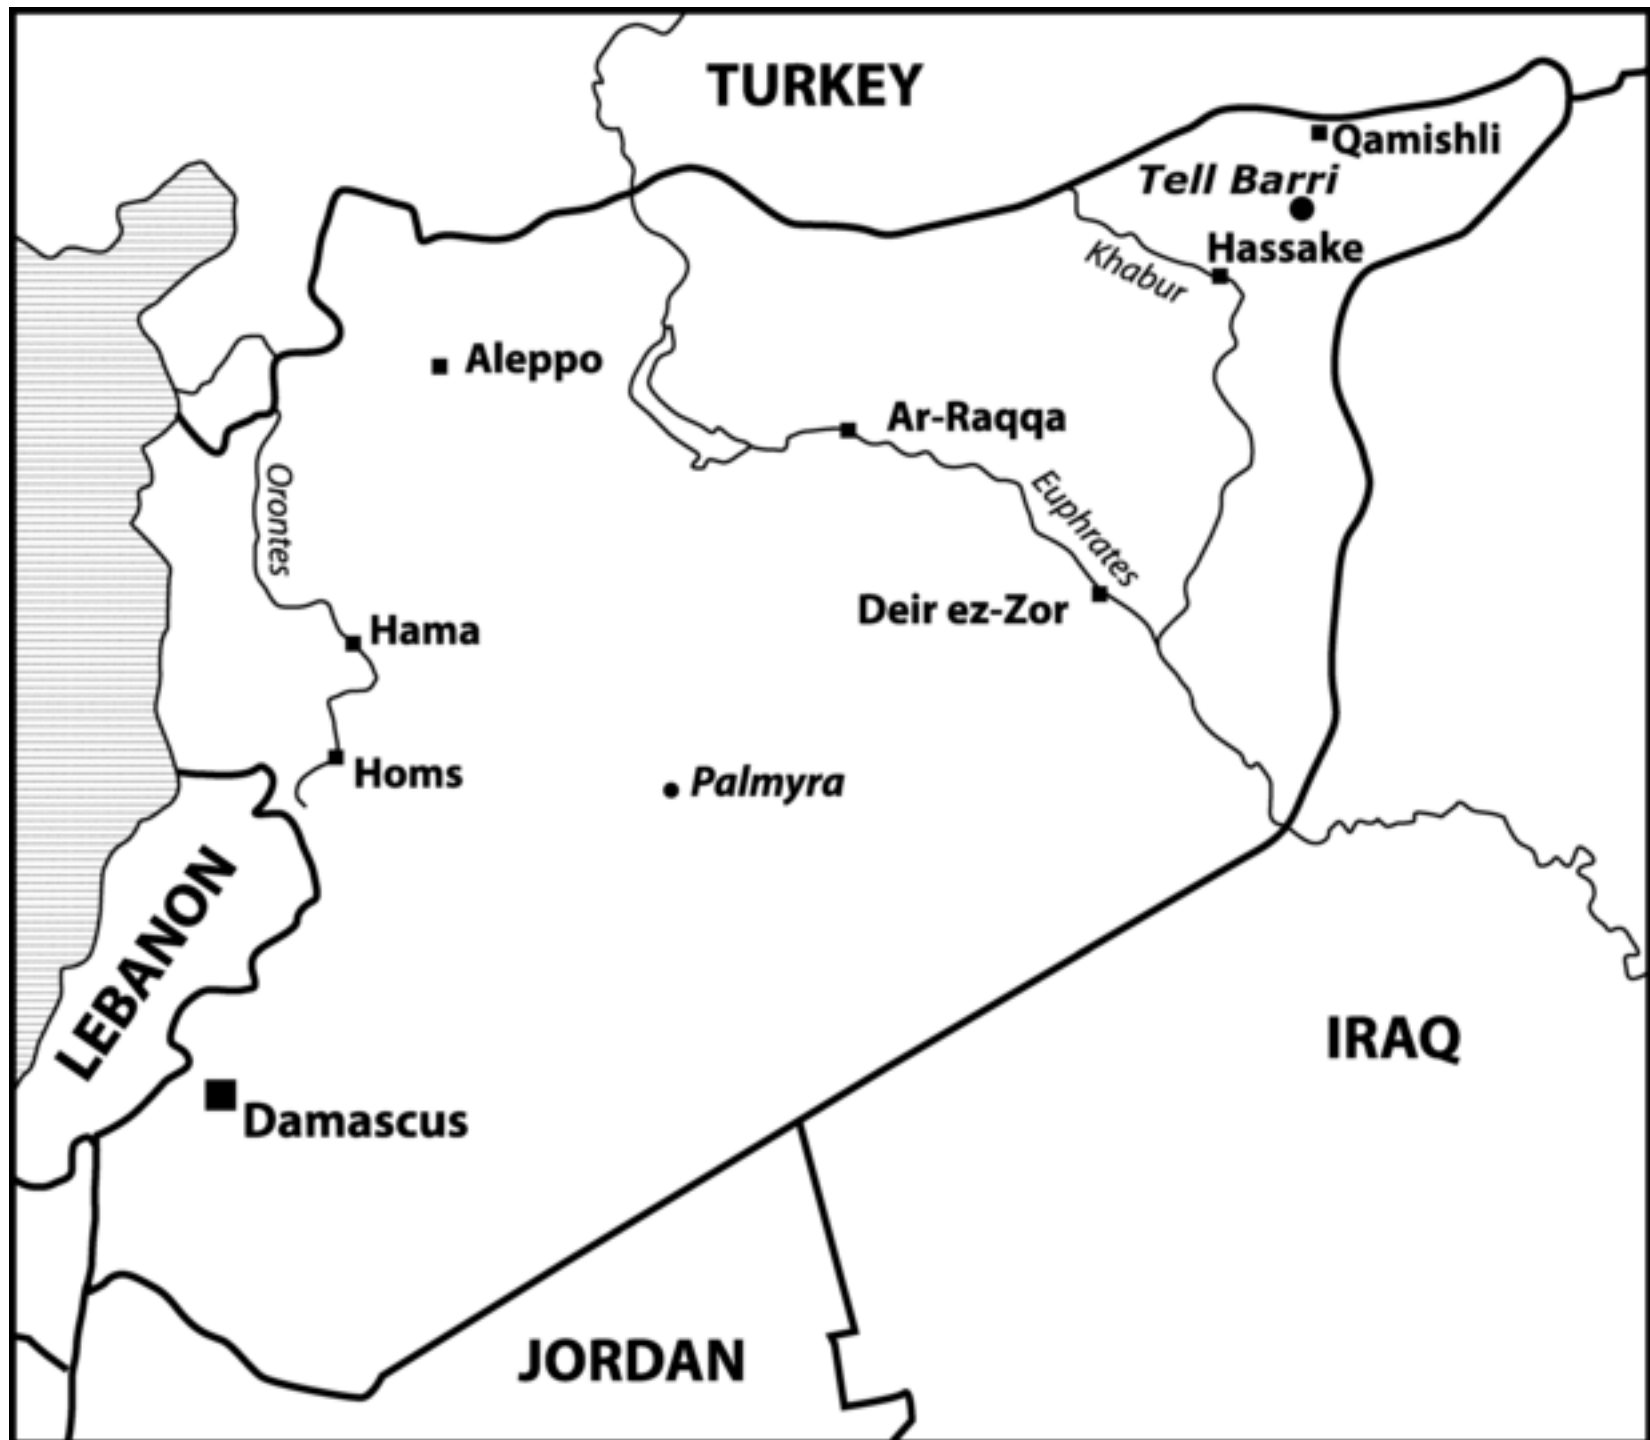 TURKEY
Qamishli
Tell Barri
Hassake
Khabur
Aleppo
Ar-Raqqa
Euphrates
Orontes
Deir ez-Zor
Hama
Homs
Palmyra
LEBANON
IRAQ
Damascus
JORDAN